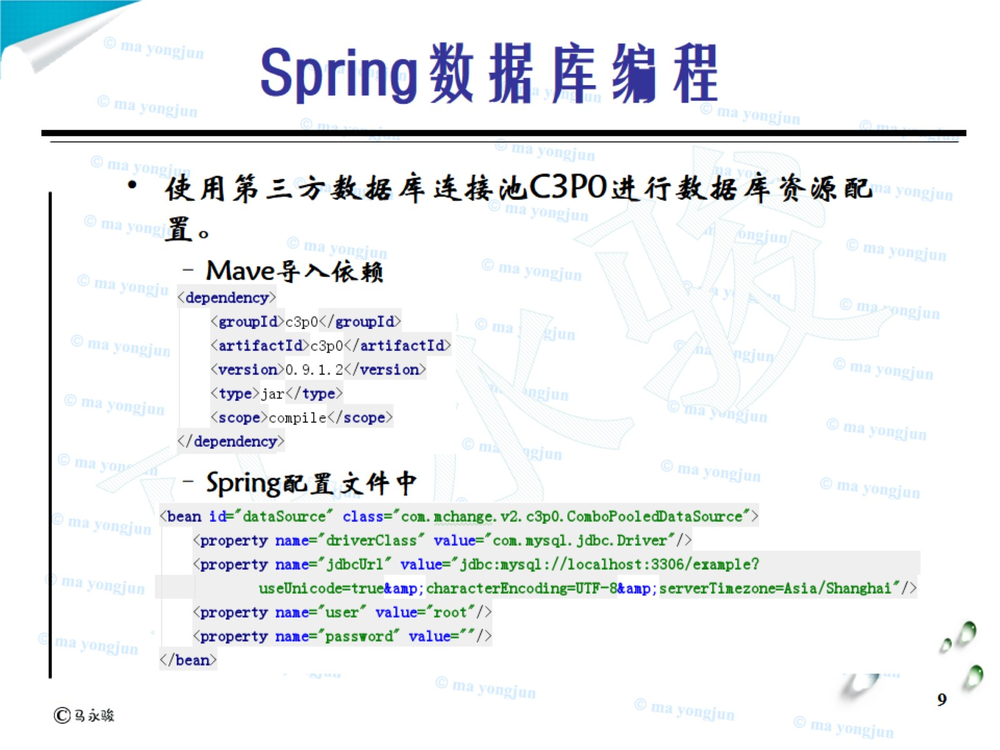 Spring数据库编程
• 使用第三方数据库连接池C3P0进行数据库资源配
置。
– Mave导入依赖
<dependency>
<groupId>c3p0</groupId>
<artifactId>c3p0</artifactId>
<version>0.9.1.2</version>
<type>jar</type>
<scope>compile</scope>
</dependency>
– Spring配置文件中
<bean id="dataSource" class="com.mchange.v2.c3p0.ComboPooledDataSource">
<property name="driverClass" value="com.mysql.jdbc.Driver"/>
<property name="jdbcUrl" value="jdbc:mysql://localhost:3306/example?
useUnicode=true&amp;characterEncoding=UTF-8&amp;serverTimezone=Asia/Shanghai"/>
<property name="user" value="root"/>
<property name="password" value=""/>
</bean>
©马永骏
9
© ma yongjun